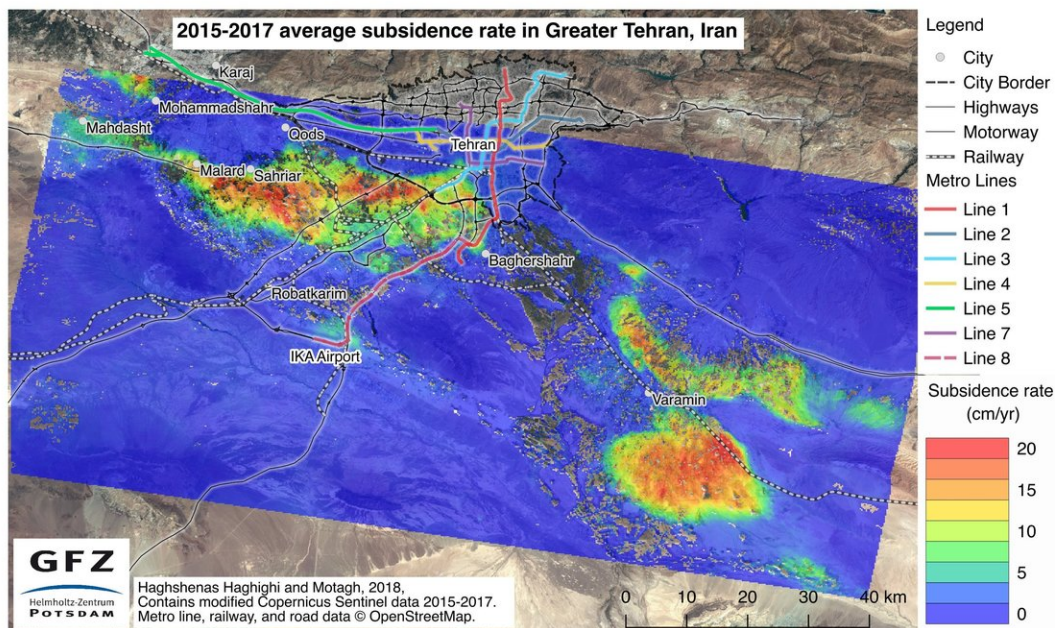 2015-2017 average subsidence rate in Greater Tehran, Iran
Karaj
Mohammadshahr
Mahdasht
Qods
Tehran
Malard
Sahriar
Baghershahr
Robatkarim
IKA Airport
Varamin
Legend
City
City Border
Highways
Motorway
Railway
Metro Lines
Line 1
Line 2
Line 3
Line 4
Line 5
Line 7
Line 8
Subsidence rate
(cm/yr)
20
15
10
5
0
GFZ
Helmholtz-Zentrum
POTSDAM
Haghshenas Haghighi and Motagh, 2018,
Contains modified Copernicus Sentinel data 2015-2017.
Metro line, railway, and road data © OpenStreetMap.
0 10 20 30 40 km